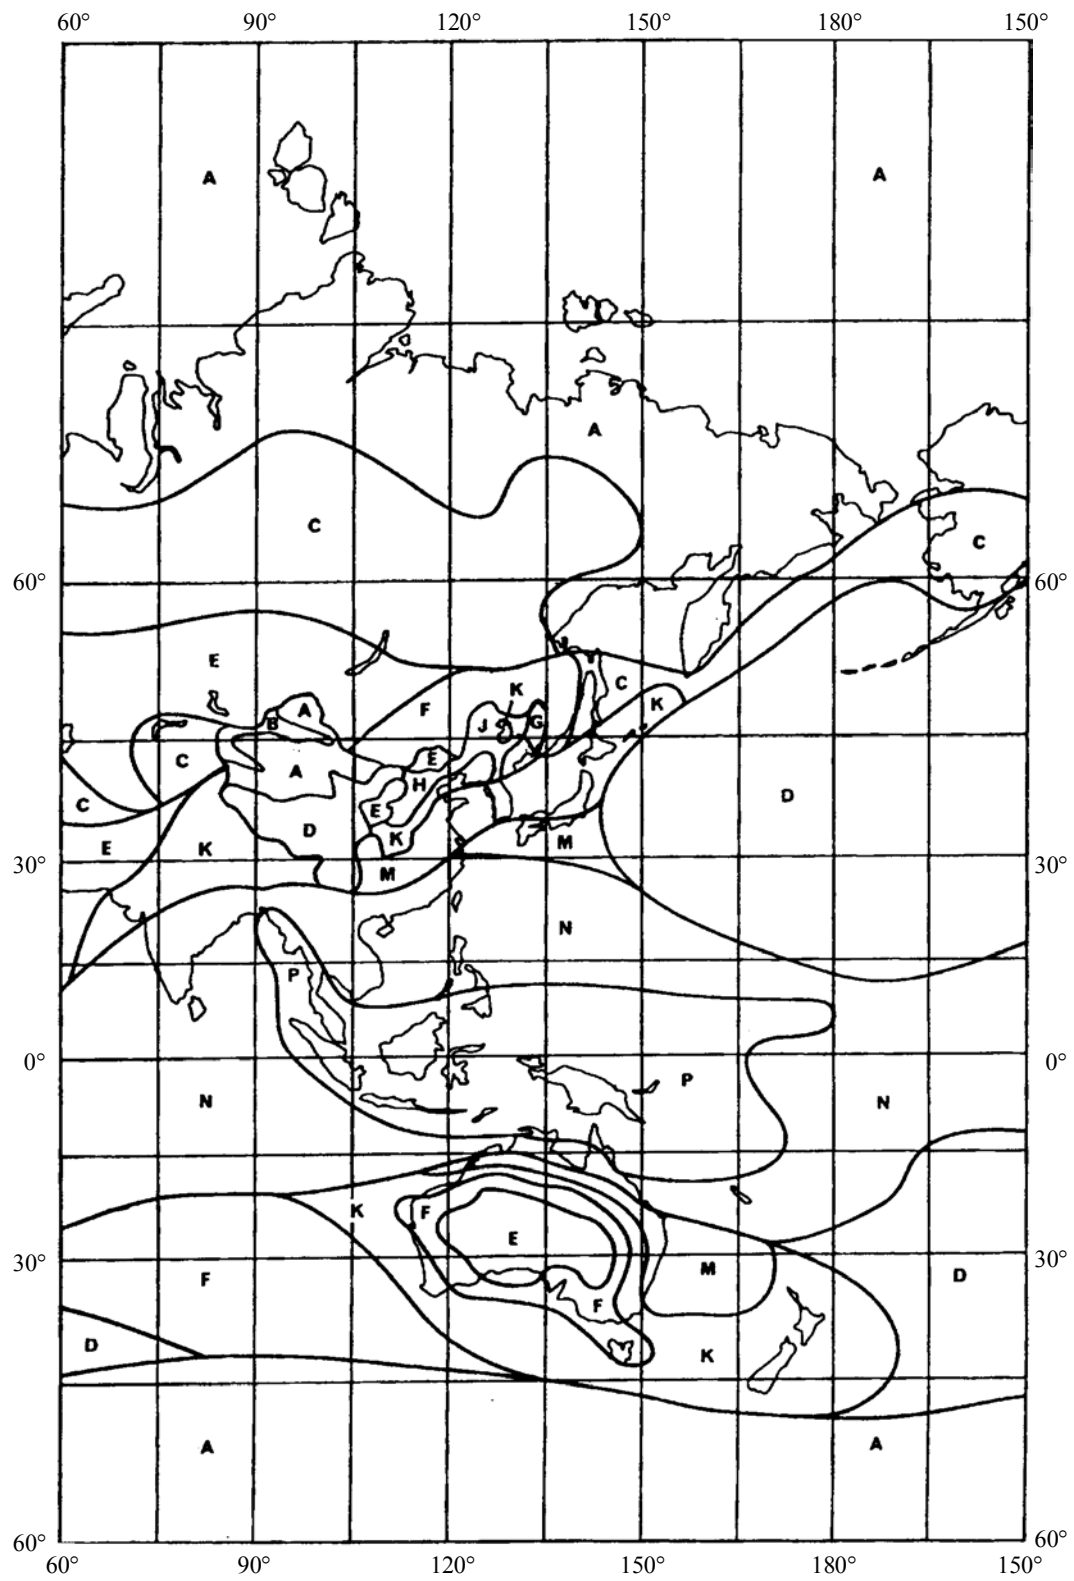 60° 90° 120° 150° 180° 150°
A A
A
C
C
60° 60°
E
C
K
A F K
B J G
C E
A H
C D
E
D K
E K M
30° M 30°
N
P
0° 0°
P
N N
K F
E
30° M 30°
F D
F
D K
A A
60° 60°
60° 90° 120° 150° 180° 150°